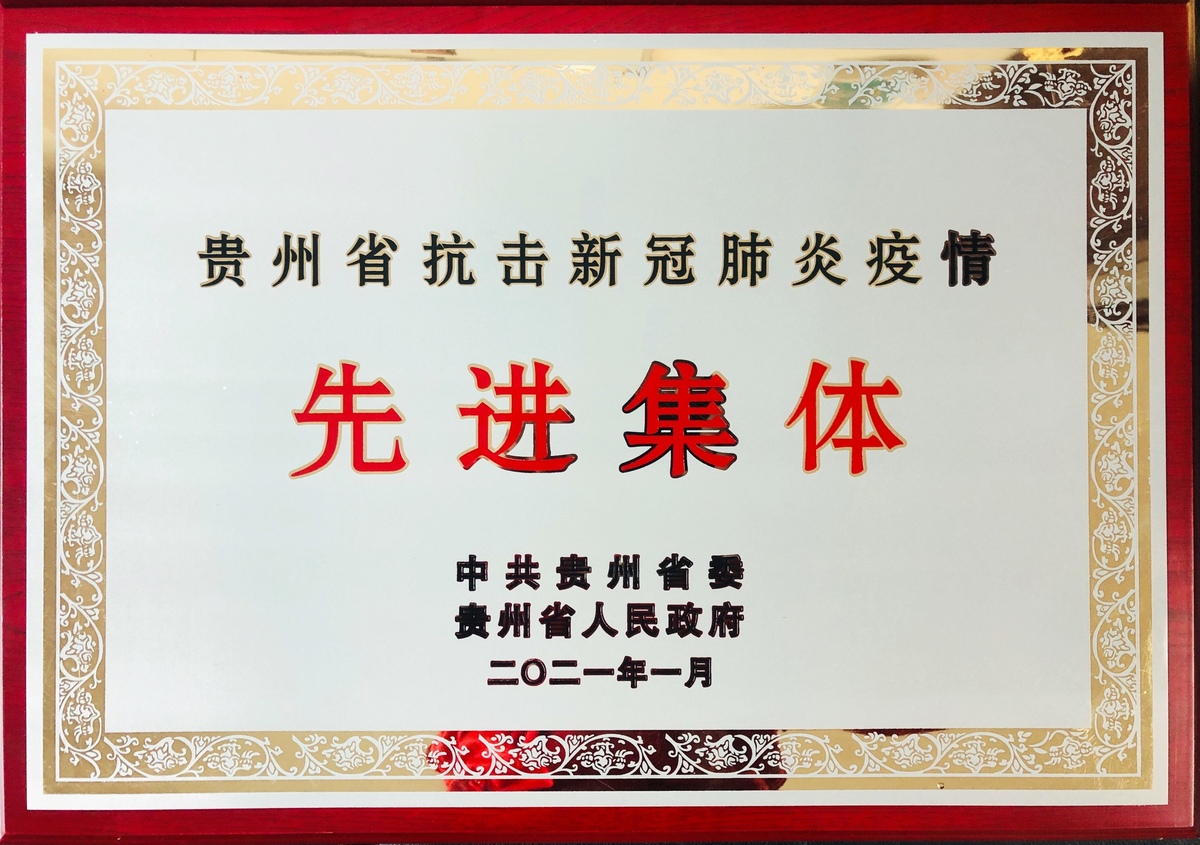 贵州省抗击新冠肺炎疫情
先进集体
中共贵州省委
贵州省人民政府
二〇二一年一月